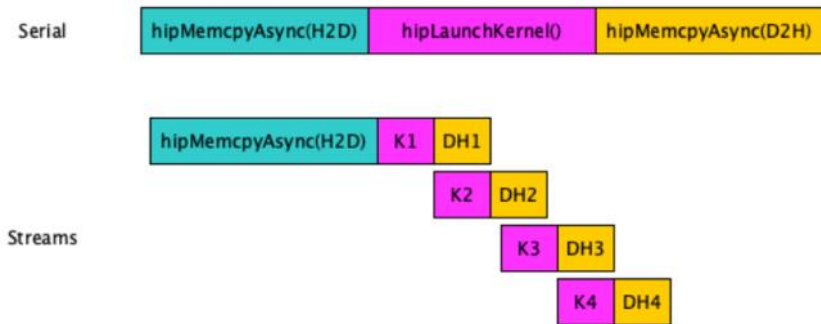 Serial hipMemcpyAsync(H2D) hipLaunchKernel() hipMemcpyAsync(D2H)
hipMemcpyAsync(H2D) K1 DH1
K2 DH2
Streams
K3 DH3
K4 DH4